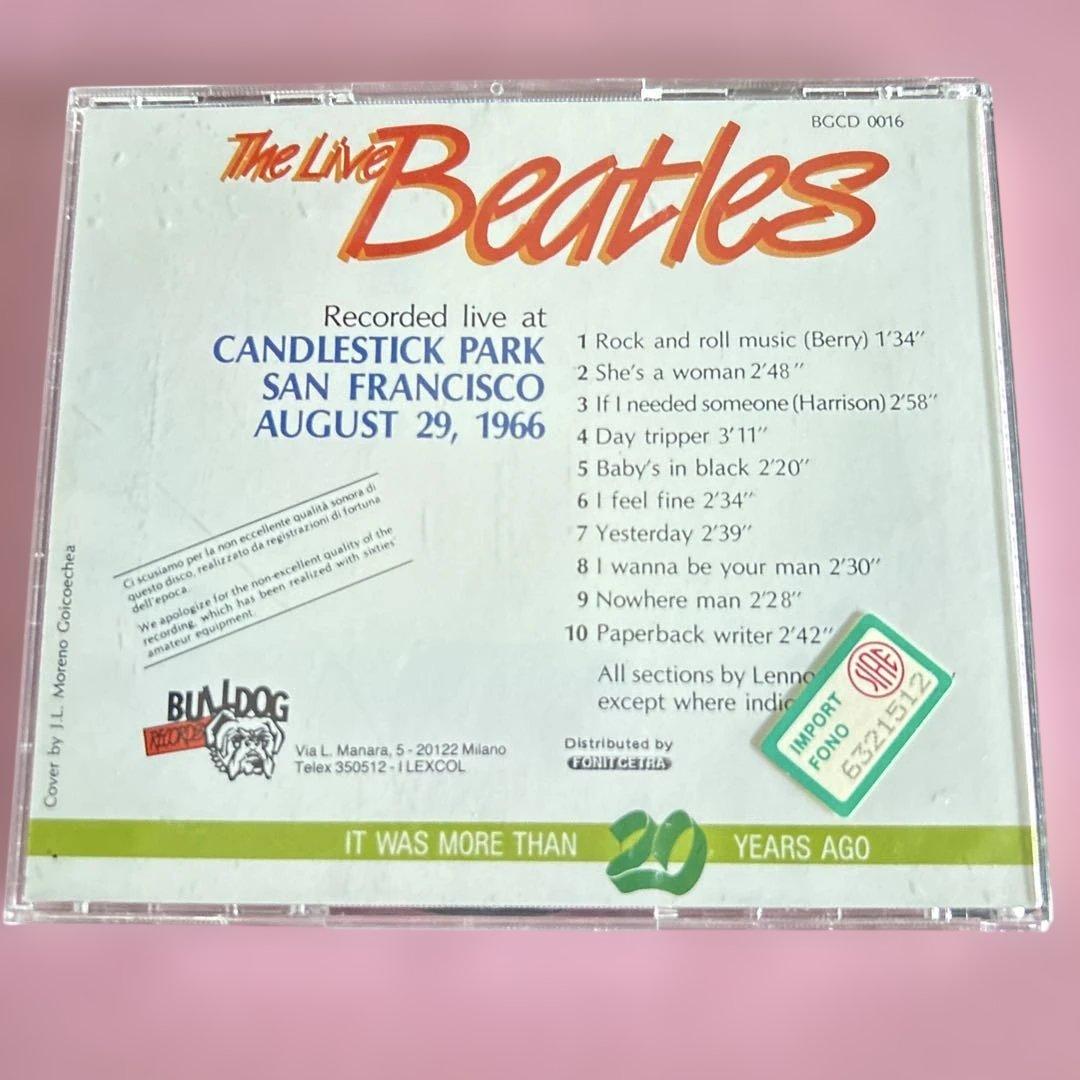 BGCD 0016
The Live Beatles
Recorded live at
CANDLESTICK PARK
SAN FRANCISCO
AUGUST 29, 1966
1 Rock and roll music (Berry) 1'34"
2 She's a woman 2'48"
3 If I needed someone (Harrison) 2'58"
4 Day tripper 3'11"
5 Baby's in black 2'20"
6 I feel fine 2'34"
7 Yesterday 2'39"
8 I wanna be your man 2'30"
9 Nowhere man 2'28"
10 Paperback writer 2'42"
All sections by
except where
Ci scusiamo per la non eccellente qualità sonora di
questo disco, realizzato da registrazioni di fortuna
dell'epoca.
We apologize for the non-excellent quality of the
recording, which has been realized with sixties'
amateur equipment.
Cover by J.L. Moreno Goicoechea
BULLDOG
RECORDS
Via L. Manara, 5 - 20122 Milano
Telex 350512 - I LEXCOL
Distributed by
FONIT CETRA
SIAE
IMPORT
FONO
6321512
IT WAS MORE THAN 20 YEARS AGO